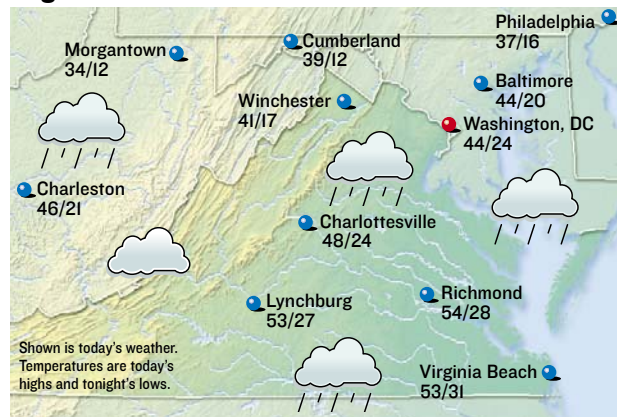 Philadelphia
37/16
Morgantown
34/12
Cumberland
39/12
Baltimore
44/20
Winchester
41/17
Washington, DC
44/24
Charleston
46/21
Charlottesville
48/24
Lynchburg
53/27
Richmond
54/28
Shown is today's weather.
Temperatures are today's
highs and tonight's lows.
Virginia Beach
53/31